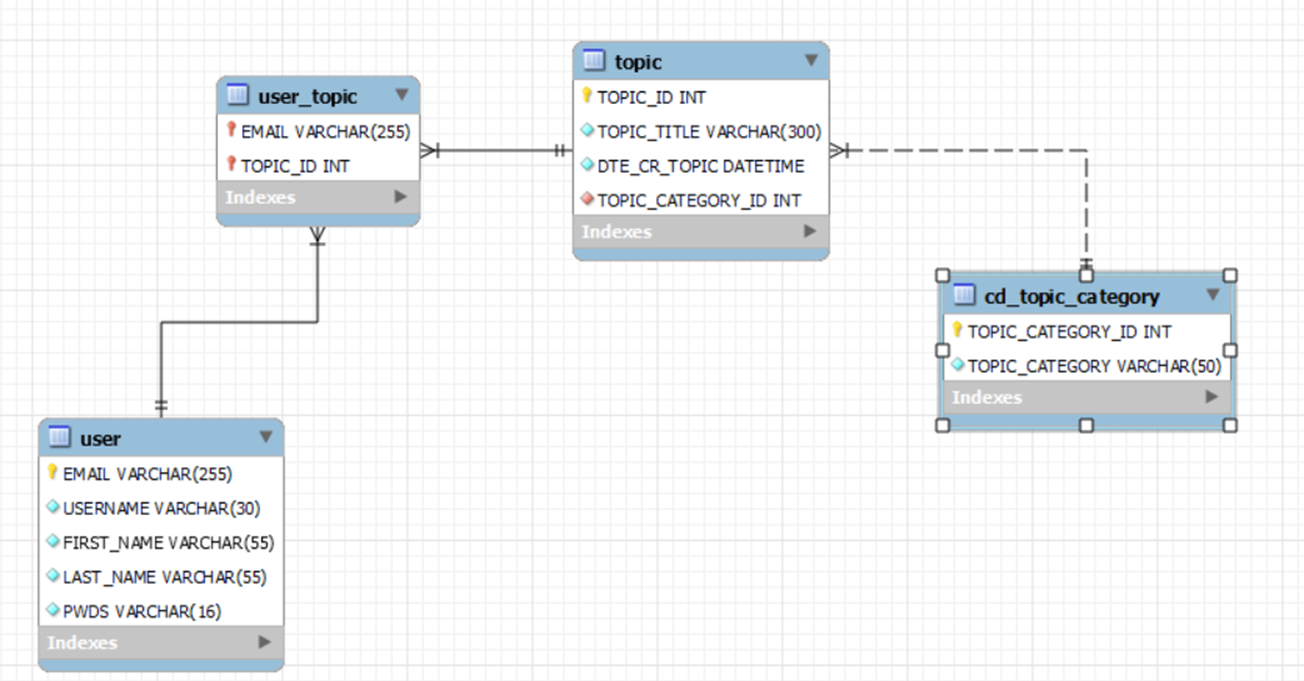 user_topic
EMAIL VARCHAR(255)
TOPIC_ID INT
Indexes
topic
TOPIC_ID INT
TOPIC_TITLE VARCHAR(300)
DTE_CR_TOPIC DATETIME
TOPIC_CATEGORY_ID INT
Indexes
cd_topic_category
TOPIC_CATEGORY_ID INT
TOPIC_CATEGORY VARCHAR(50)
Indexes
user
EMAIL VARCHAR(255)
USERNAME VARCHAR(30)
FIRST_NAME VARCHAR(55)
LAST_NAME VARCHAR(55)
PWDS VARCHAR(16)
Indexes